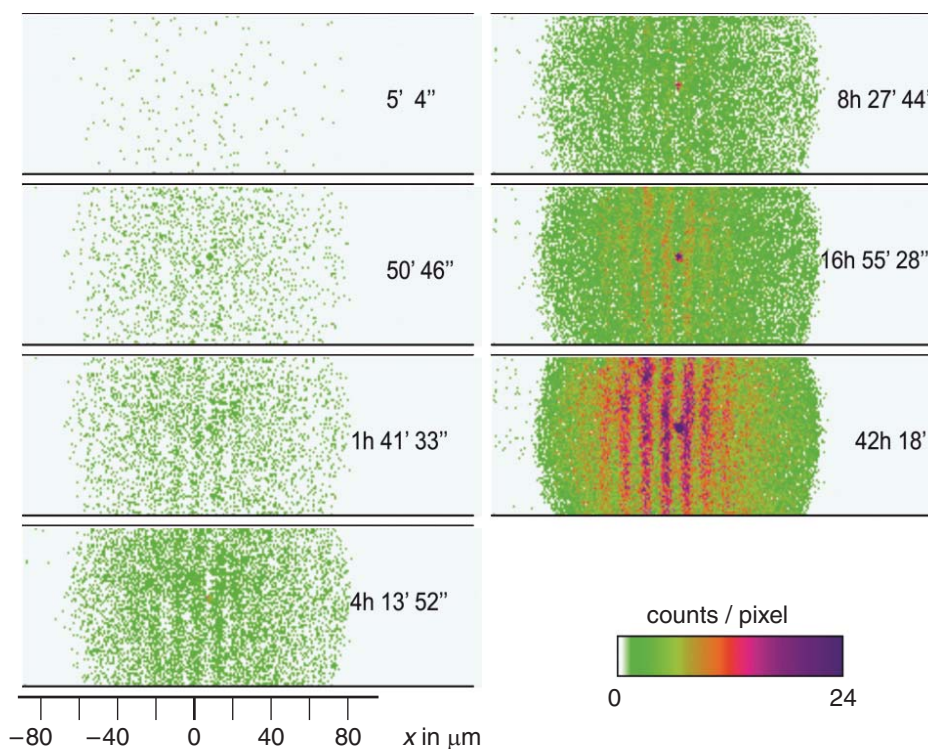 5’ 4”
50’ 46”
1h 41’ 33”
4h 13’ 52”
−80 −40 0 40 80 x in μm
8h 27’ 44’
16h 55’ 28”
42h 18’
counts / pixel
0 24